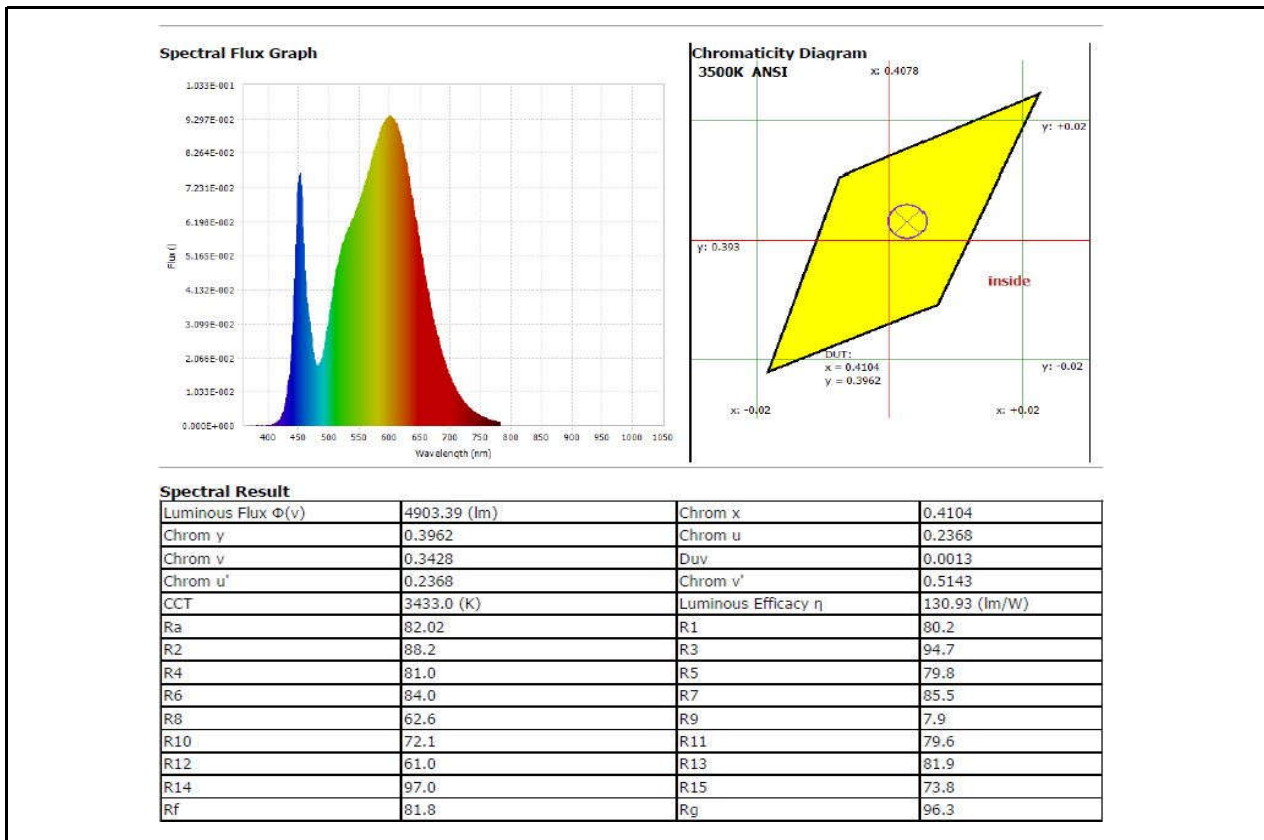 Spectral Flux Graph
1.033E-001
9.297E-002
8.264E-002
7.231E-002
6.198E-002
5.165E-002
4.132E-002
3.099E-002
2.066E-002
1.033E-002
0.000E+000
Flux ()
400 450 500 550 600 650 700 750 800 850 900 950 1000 1050
Wavelength (nm)
Chromaticity Diagram
3500K ANSI
x: 0.4078
y: +0.02
y: 0.393
inside
DUT:
x = 0.4104
y = 0.3962
y: -0.02
x: -0.02
x: +0.02
Spectral Result
Luminous Flux Φ(v) 4903.39 (lm) Chrom x 0.4104
Chrom y 0.3962 Chrom u 0.2368
Chrom v 0.3428 Duv 0.0013
Chrom u' 0.2368 Chrom v' 0.5143
CCT 3433.0 (K) Luminous Efficacy η 130.93 (lm/W)
Ra 82.02 R1 80.2
R2 88.2 R3 94.7
R4 81.0 R5 79.8
R6 84.0 R7 85.5
R8 62.6 R9 7.9
R10 72.1 R11 79.6
R12 61.0 R13 81.9
R14 97.0 R15 73.8
Rf 81.8 Rg 96.3